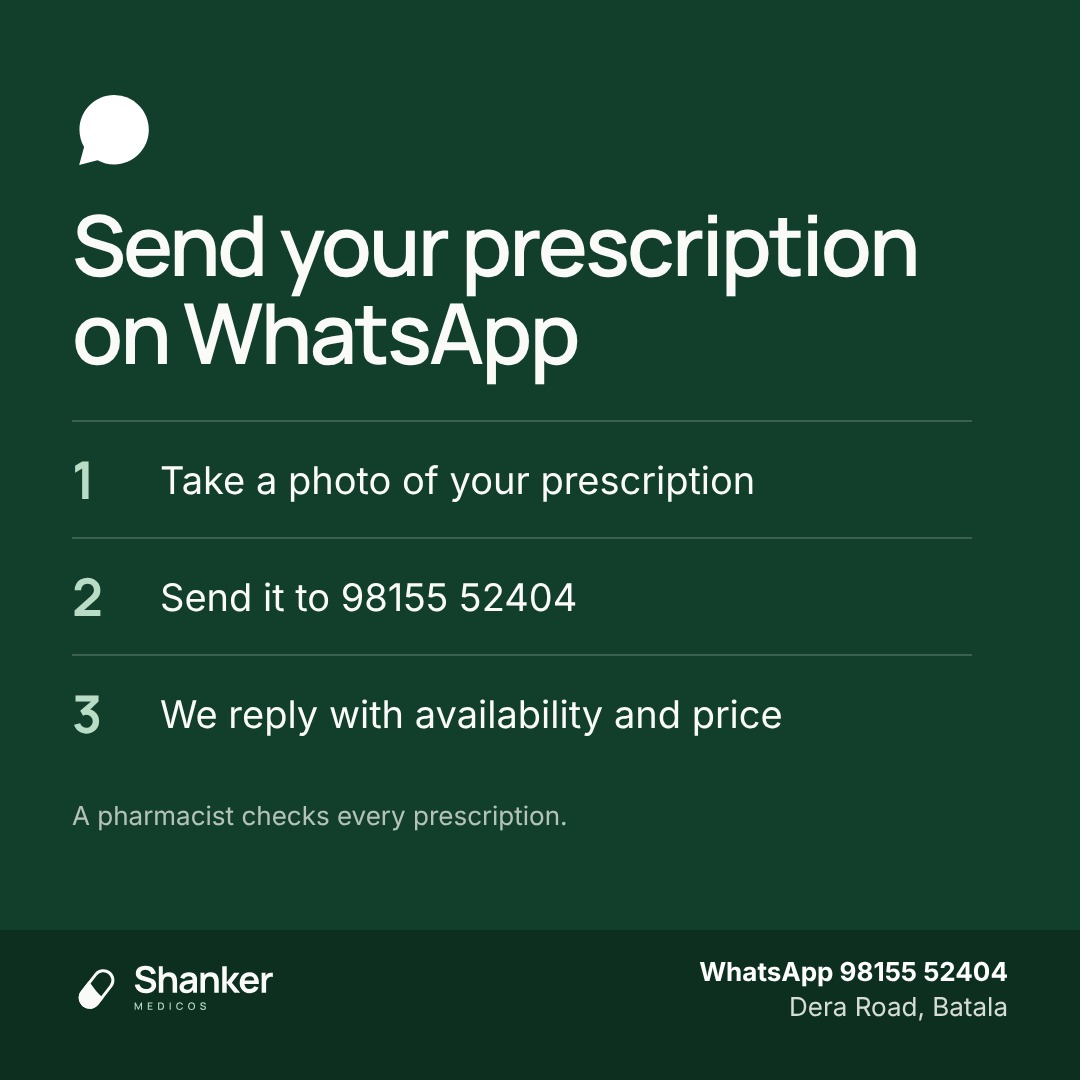 Send your prescription
on WhatsApp
1 Take a photo of your prescription
2 Send it to 98155 52404
3 We reply with availability and price
A pharmacist checks every prescription.
Shanker
MEDICOS
WhatsApp 98155 52404
Dera Road, Batala